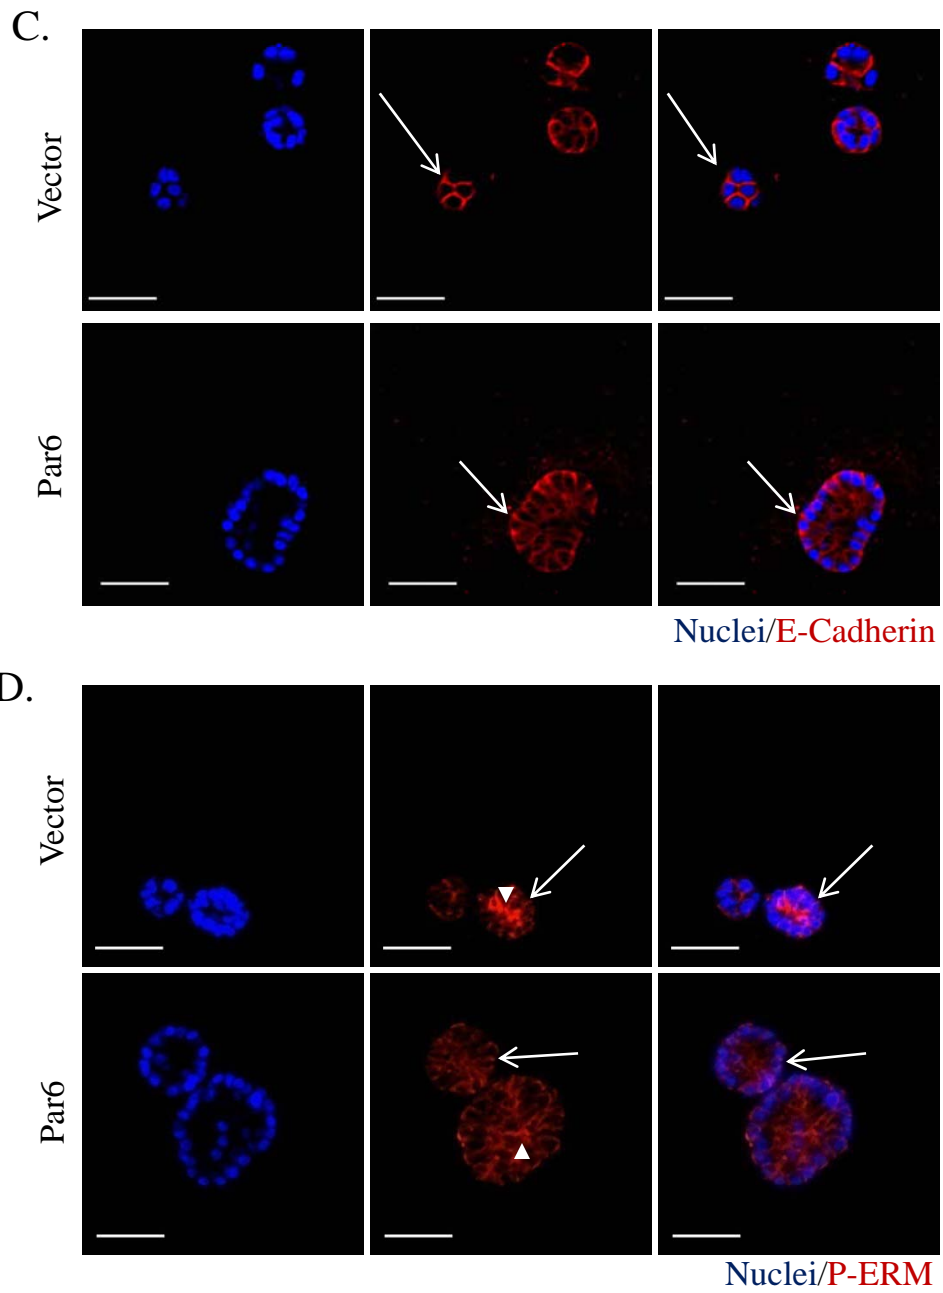 C.
Vector
Par6
Nuclei/E-Cadherin
D.
Vector
Par6
Nuclei/P-ERM